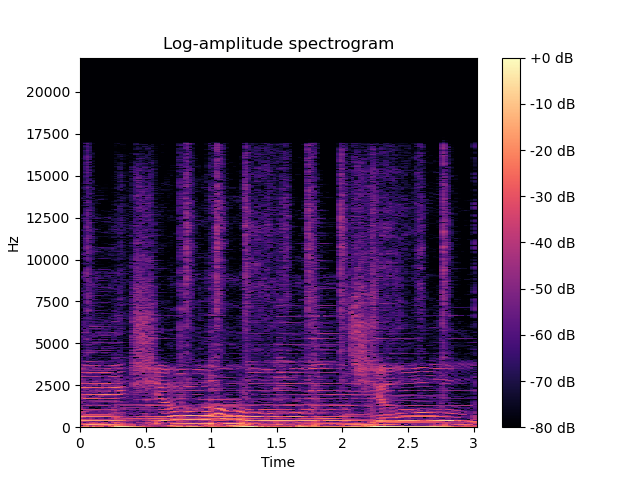 Log-amplitude spectrogram
Hz
20000
17500
15000
12500
10000
7500
5000
2500
0
0 0.5 1 1.5 2 2.5 3
Time
+0 dB
-10 dB
-20 dB
-30 dB
-40 dB
-50 dB
-60 dB
-70 dB
-80 dB